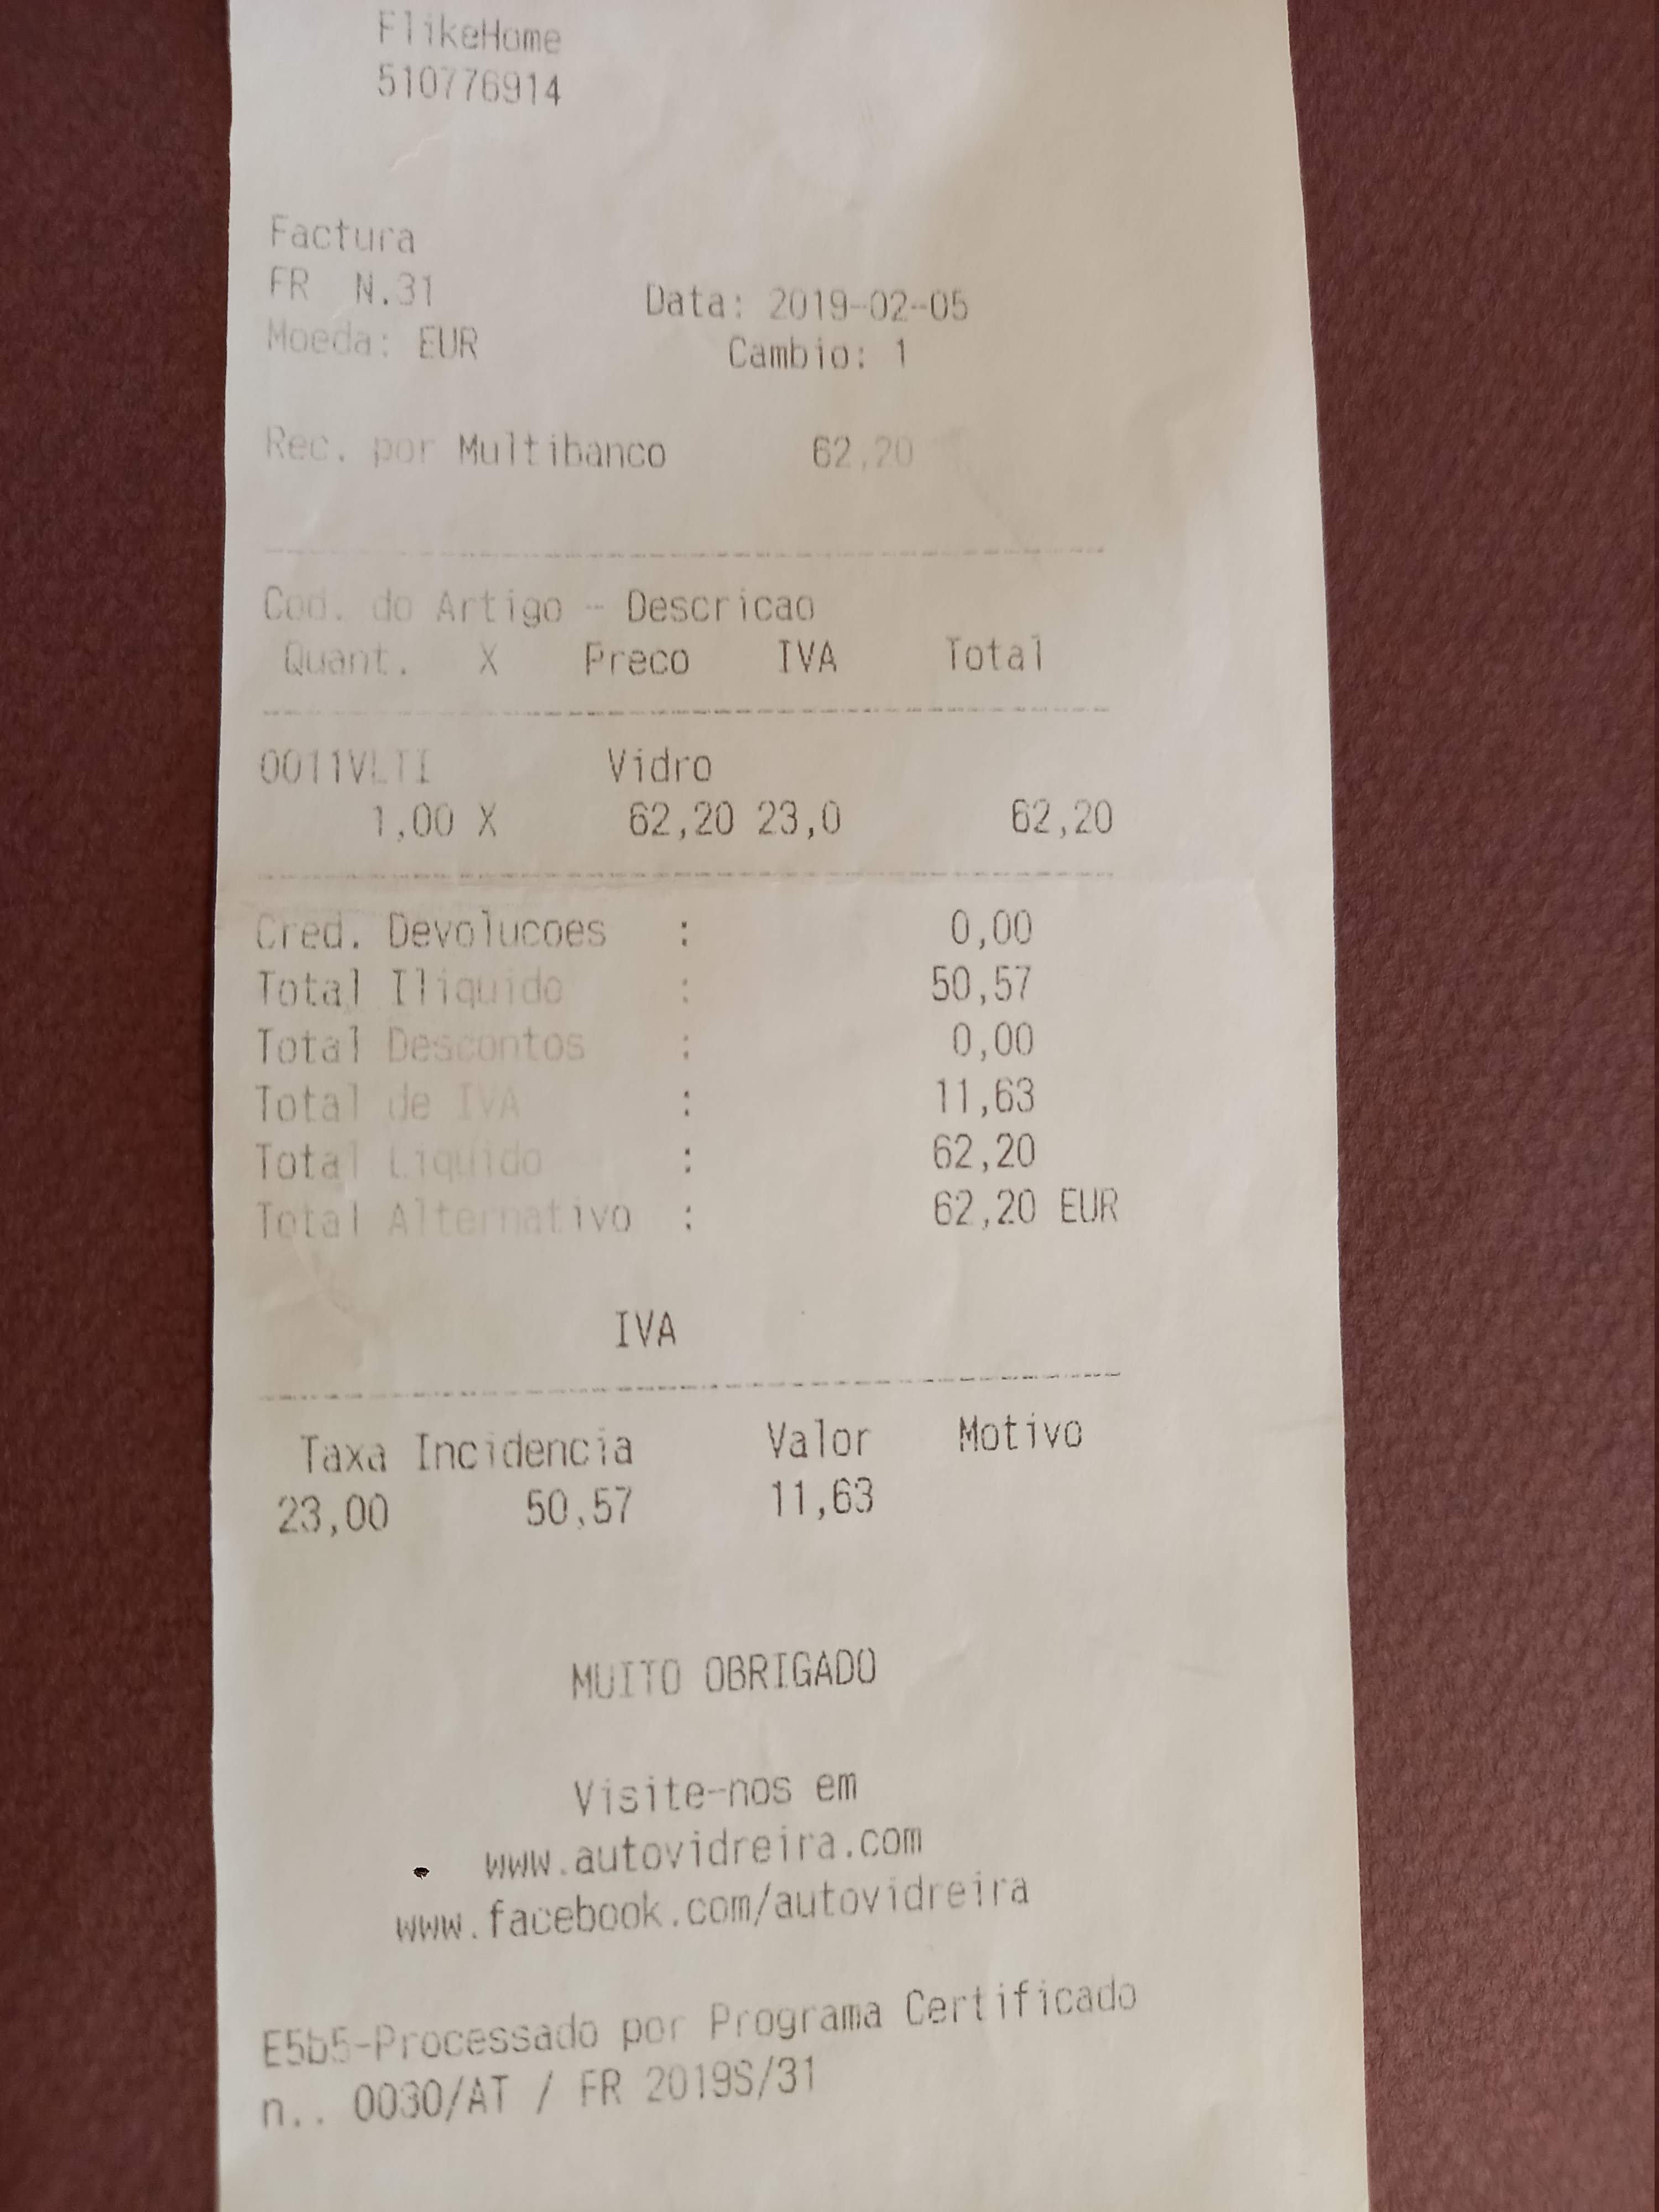 FlikeHome
510776914
Factura
FR N.31 Data: 2019-02-05
Moeda: EUR Cambio: 1
Rec. por Multibanco 62,20
Cod. do Artigo - Descricao
Quant. X Preco IVA Total
0011VLTI Vidro
1,00 X 62,20 23,0 62,20
Cred. Devolucoes : 0,00
Total Iliquido : 50,57
Total Descontos : 0,00
Total de IVA : 11,63
Total Liquido : 62,20
Total Alternativo : 62,20 EUR
IVA
Taxa Incidencia Valor Motivo
23,00 50,57 11,63
MUITO OBRIGADO
Visite-nos em
www.autovidreira.com
www.facebook.com/autovidreira
E5b5-Processado por Programa Certificado
n.. 0030/AT / FR 2019S/31